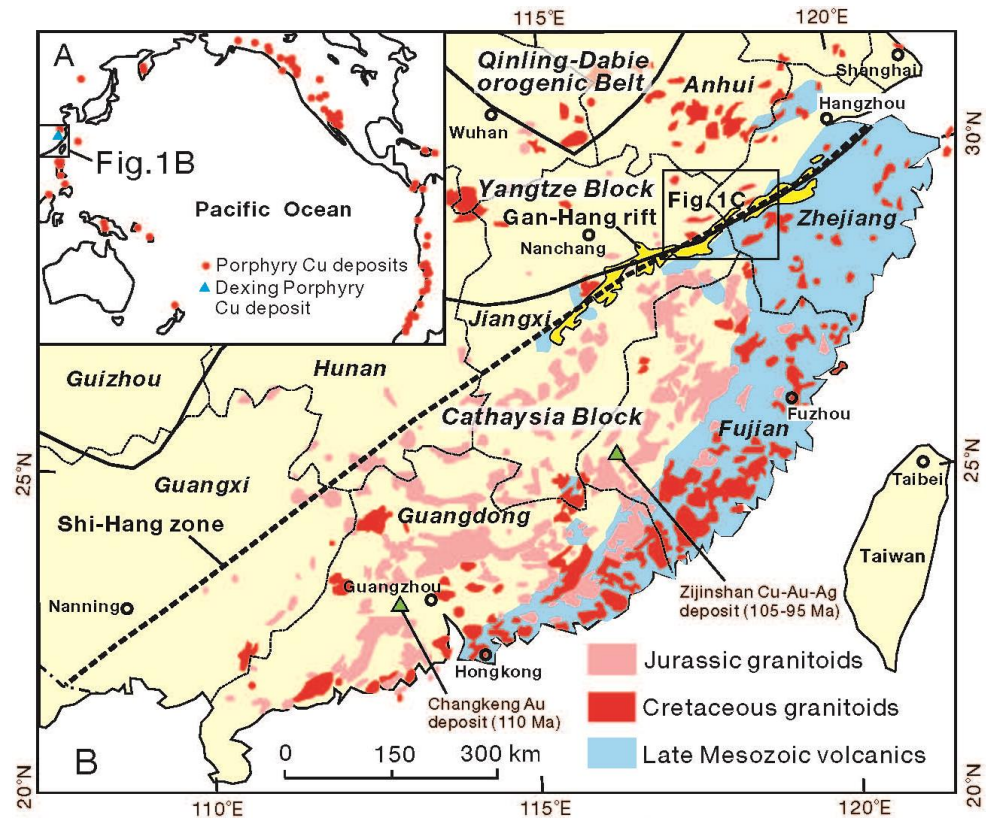 115°E
120°E
A
Fig.1B
Pacific Ocean
Porphyry Cu deposits
Dexing Porphyry
Cu deposit
Qinling-Dabie
orogenic Belt
Anhui
Shanghai
Hangzhou
Wuhan
30°N
Yangtze Block
Fig. 1C
Gan-Hang rift
Nanchang
Zhejiang
Jiangxi
Guizhou
Hunan
Cathaysia Block
Fuzhou
Fujian
25°N
25°N
Taibei
Guangxi
Shi-Hang zone
Guangdong
Taiwan
Guangzhou
Nanning
Zijinshan Cu-Au-Ag
deposit (105-95 Ma)
Hongkong
Changkeng Au
deposit (110 Ma)
Jurassic granitoids
Cretaceous granitoids
Late Mesozoic volcanics
B
0 150 300 km
20°N
20°N
110°E
115°E
120°E